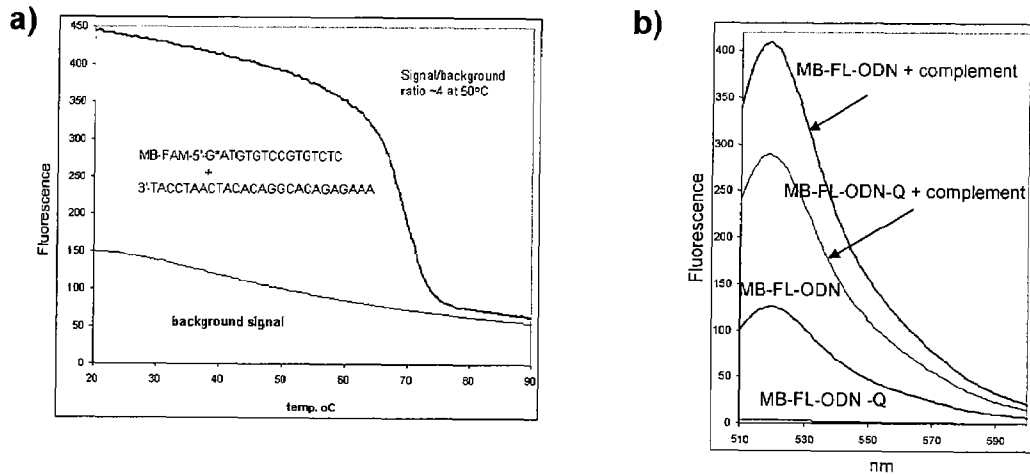 a)
450
400
350
300
250
200
150
100
50
0
Fluorescence
Signal/background
ratio ~4 at 50°C
MB-FAM-5'-G*ATGTGTCCGTGTCTC
+
3'-TACCTAACTACACAGGCACAGAGAAA
background signal
20 30 40 50 60 70 80 90
temp. oC
b)
400
350
300
250
200
150
100
50
0
Fluorescence
MB-FL-ODN + complement
MB-FL-ODN-Q + complement
MB-FL-ODN
MB-FL-ODN -Q
510 530 550 570 590
nm